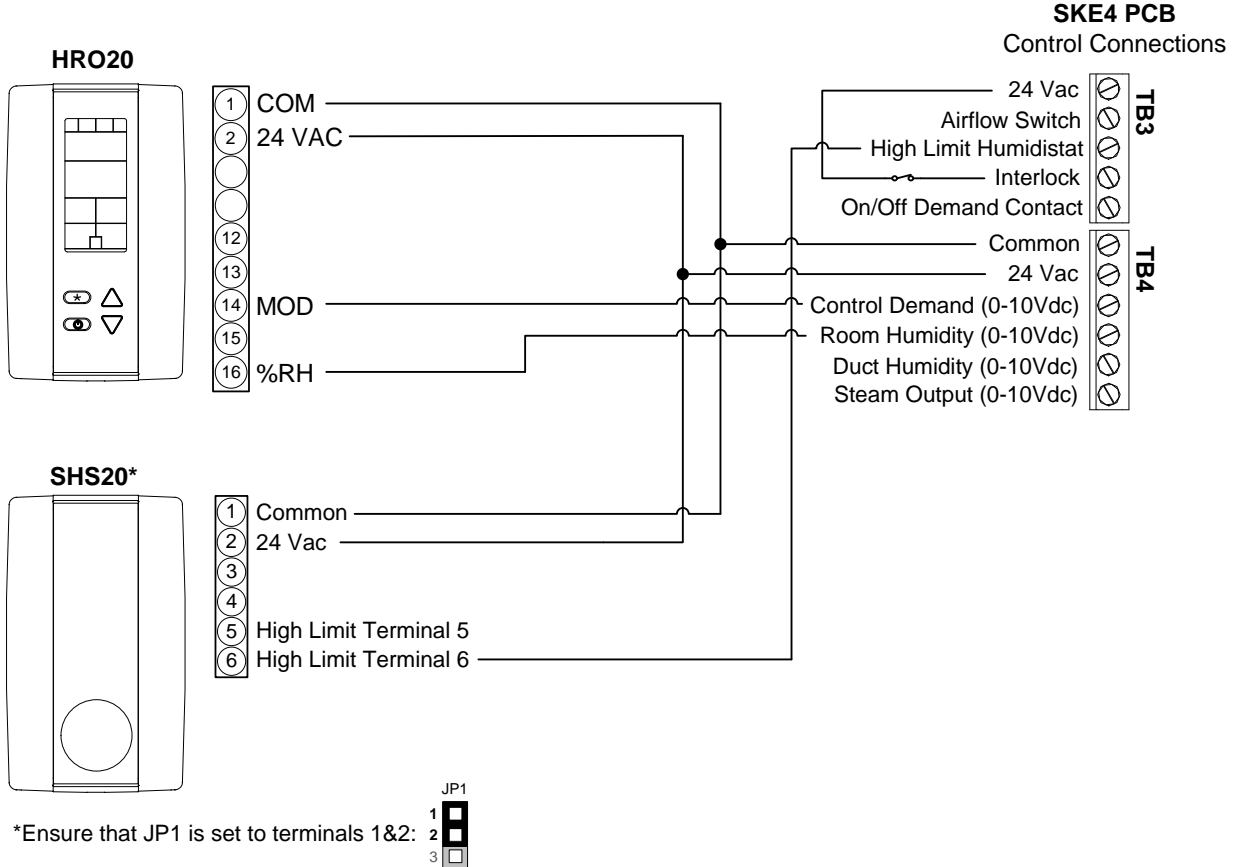 SKE4 PCB
Control Connections
HRO20
1 COM
2 24 VAC
12
13
14 MOD
15
16 %RH
24 Vac
Airflow Switch
High Limit Humidistat
Interlock
On/Off Demand Contact
TB3
Common
24 Vac
Control Demand (0-10Vdc)
Room Humidity (0-10Vdc)
Duct Humidity (0-10Vdc)
Steam Output (0-10Vdc)
TB4
SHS20*
1 Common
2 24 Vac
3
4
5 High Limit Terminal 5
6 High Limit Terminal 6
JP1
1
*Ensure that JP1 is set to terminals 1&2: 2
3